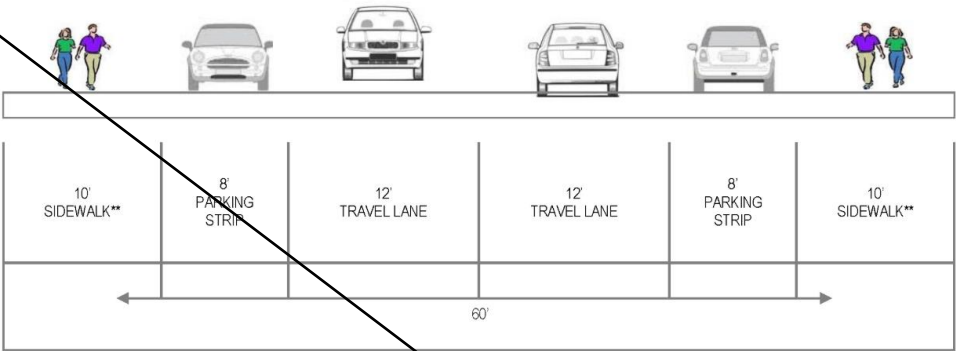 10'
SIDEWALK**
8'
PARKING
STRIP
12'
TRAVEL LANE
12'
TRAVEL LANE
8'
PARKING
STRIP
10'
SIDEWALK**
60'